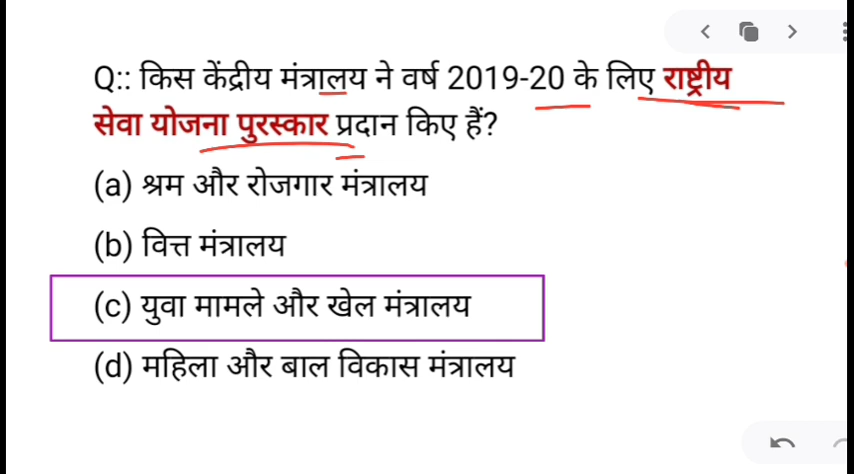 Q:: किस केंद्रीय मंत्रालय ने वर्ष 2019-20 के लिए राष्ट्रीय
सेवा योजना पुरस्कार प्रदान किए हैं?
(a) श्रम और रोजगार मंत्रालय
(b) वित्त मंत्रालय
(c) युवा मामले और खेल मंत्रालय
(d) महिला और बाल विकास मंत्रालय